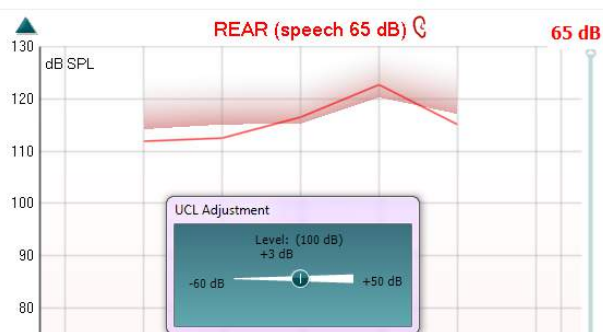 REAR (speech 65 dB)
65 dB
130
dB SPL
120
110
100
90
80
UCL Adjustment
Level: (100 dB)
+3 dB
-60 dB
+50 dB